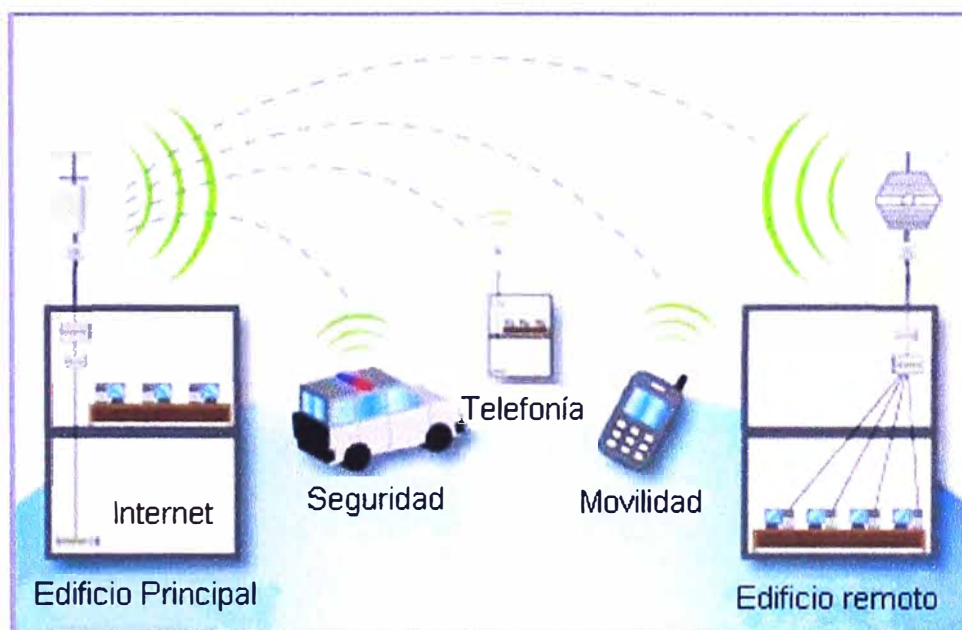 Telefonía
Internet
Seguridad
Movilidad
Edificio Principal
Edificio remoto